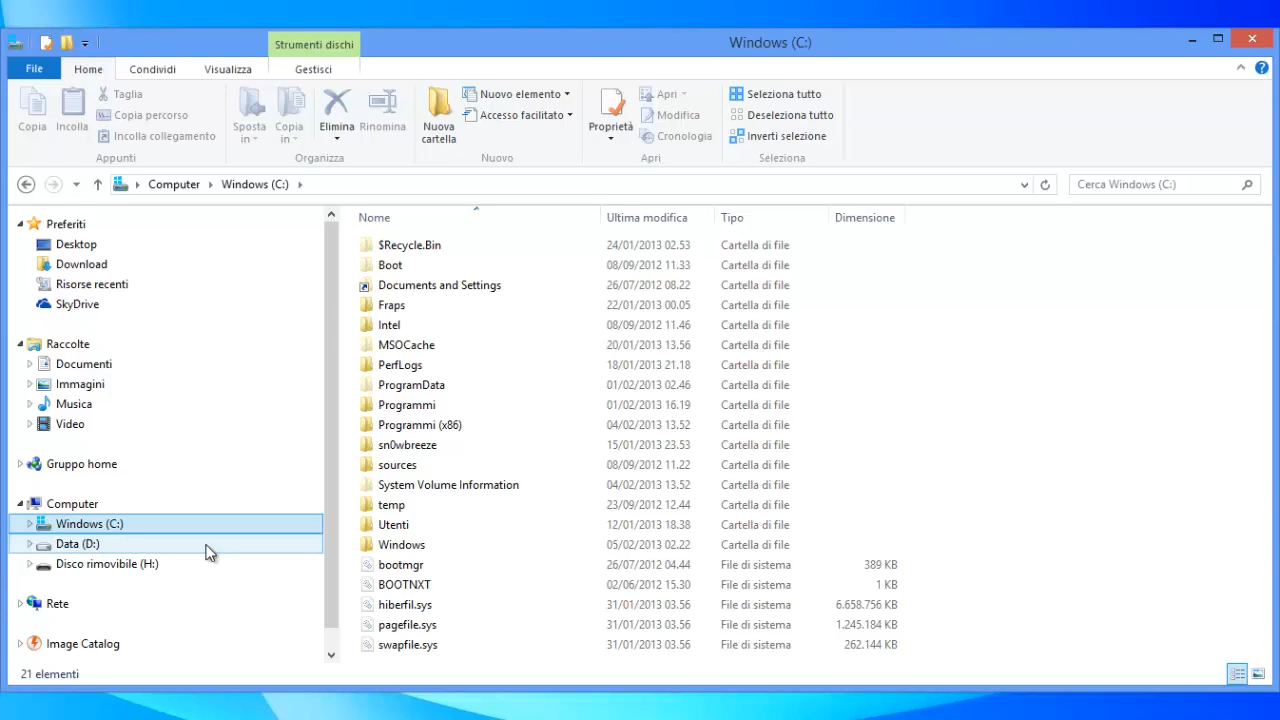 Strumenti dischi
Windows (C:)
File
Home
Condividi
Visualizza
Gestisci
Copia
Incolla
Taglia
Copia percorso
Incolla collegamento
Appunti
Sposta in
Copia in
Elimina
Rinomina
Organizza
Nuova cartella
Nuovo elemento
Accesso facilitato
Nuovo
Proprietà
Apri
Modifica
Cronologia
Apri
Seleziona tutto
Deseleziona tutto
Inverti selezione
Seleziona
Computer
Windows (C:)
Cerca Windows (C:)
Preferiti
Desktop
Download
Risorse recenti
SkyDrive
Raccolte
Documenti
Immagini
Musica
Video
Gruppo home
Computer
Windows (C:)
Data (D:)
Disco rimovibile (H:)
Rete
Image Catalog
Nome Ultima modifica Tipo Dimensione
$Recycle.Bin 24/01/2013 02.53 Cartella di file
Boot 08/09/2012 11.33 Cartella di file
Documents and Settings 26/07/2012 08.22 Cartella di file
Fraps 22/01/2013 00.05 Cartella di file
Intel 08/09/2012 11.46 Cartella di file
MSOCache 20/01/2013 13.56 Cartella di file
PerfLogs 18/01/2013 21.18 Cartella di file
ProgramData 01/02/2013 02.46 Cartella di file
Programmi 01/02/2013 16.19 Cartella di file
Programmi (x86) 04/02/2013 13.52 Cartella di file
sn0wbreeze 15/01/2013 23.53 Cartella di file
sources 08/09/2012 11.22 Cartella di file
System Volume Information 04/02/2013 13.52 Cartella di file
temp 23/09/2012 12.44 Cartella di file
Utenti 12/01/2013 18.38 Cartella di file
Windows 05/02/2013 02.22 Cartella di file
bootmgr 26/07/2012 04.44 File di sistema 389 KB
BOOTNXT 02/06/2012 15.30 File di sistema 1 KB
hiberfil.sys 31/01/2013 03.56 File di sistema 6.658.756 KB
pagefile.sys 31/01/2013 03.56 File di sistema 1.245.184 KB
swapfile.sys 31/01/2013 03.56 File di sistema 262.144 KB
21 elementi